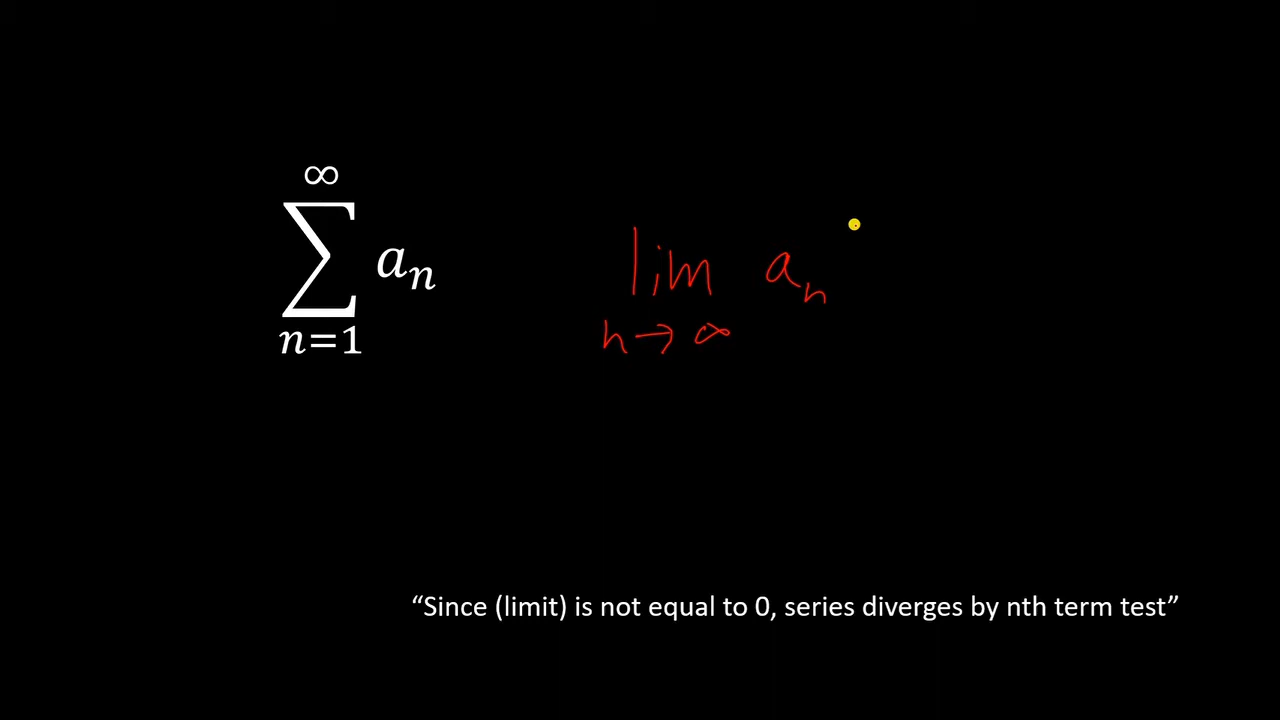 ∞
∑ aₙ
n=1
lim aₙ
n→∞
“Since (limit) is not equal to 0, series diverges by nth term test”